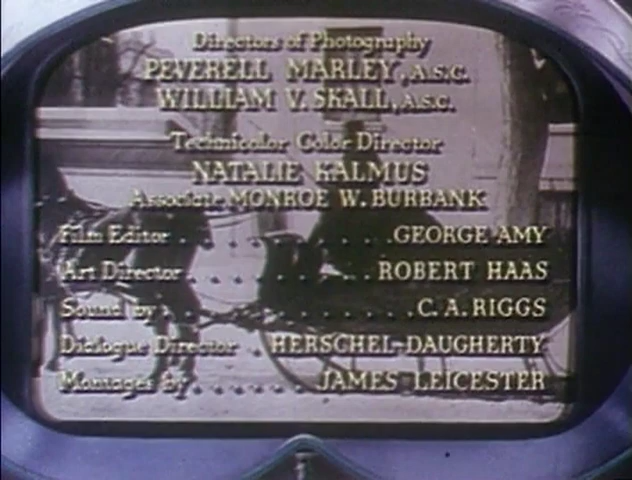 Directors of Photography
PEVERELL MARLEY, A.S.C.
WILLIAM V. SKALL, A.S.C.
Technicolor Color Director
NATALIE KALMUS
Associate MONROE W. BURBANK
Film Editor . . . . . . . . . . GEORGE AMY
Art Director . . . . . . . . . ROBERT HAAS
Sound by . . . . . . . . . . . C. A. RIGGS
Dialogue Director . HERSCHEL DAUGHERTY
Montages by . . . . . . . JAMES LEICESTER